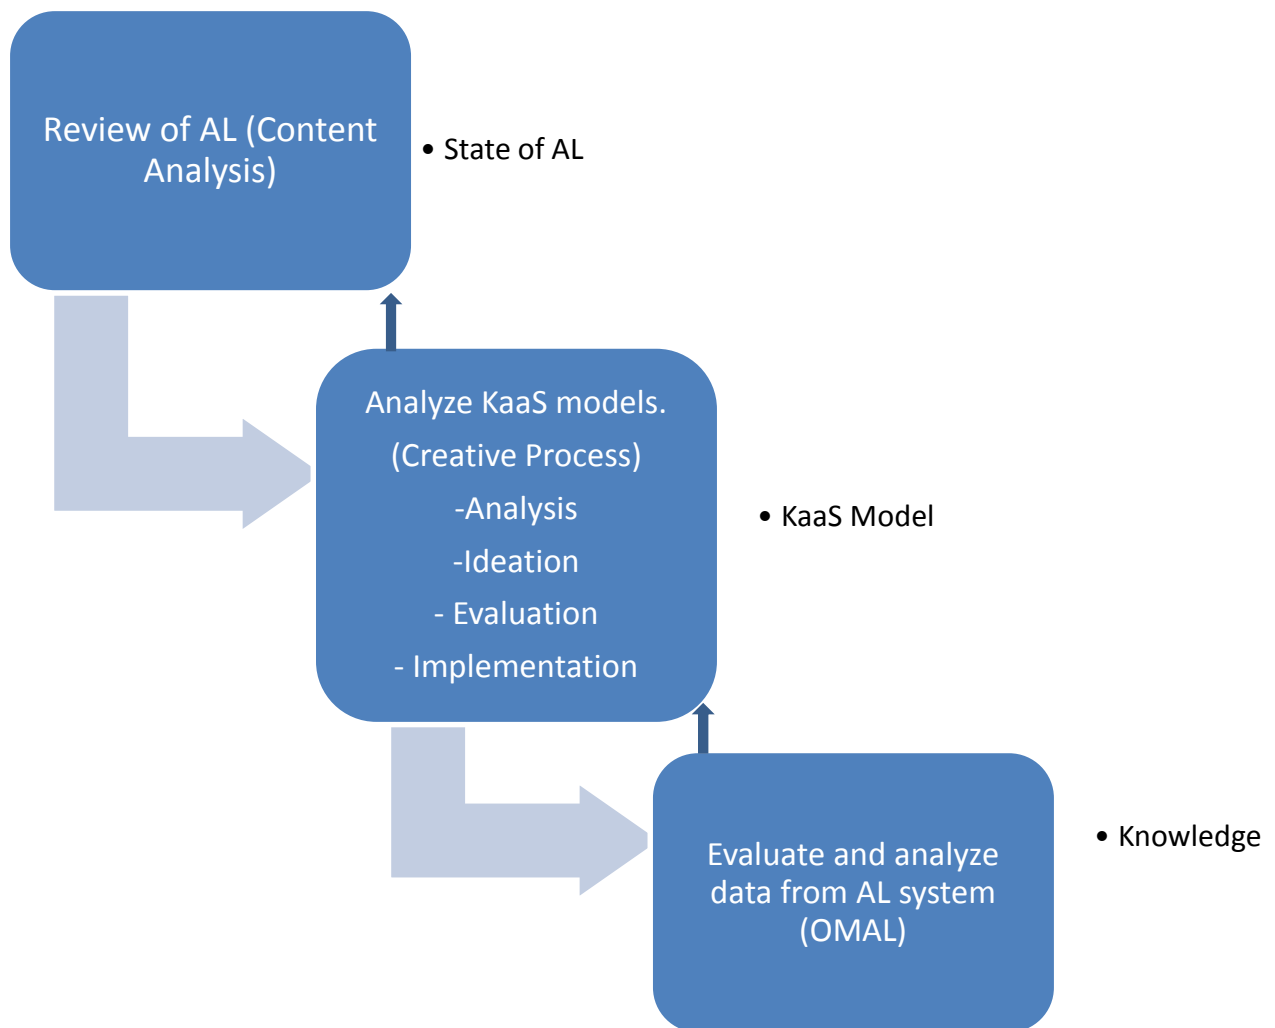 Review of AL (Content
Analysis)
• State of AL
Analyze KaaS models.
(Creative Process)
-Analysis
-Ideation
- Evaluation
- Implementation
• KaaS Model
Evaluate and analyze
data from AL system
(OMAL)
• Knowledge